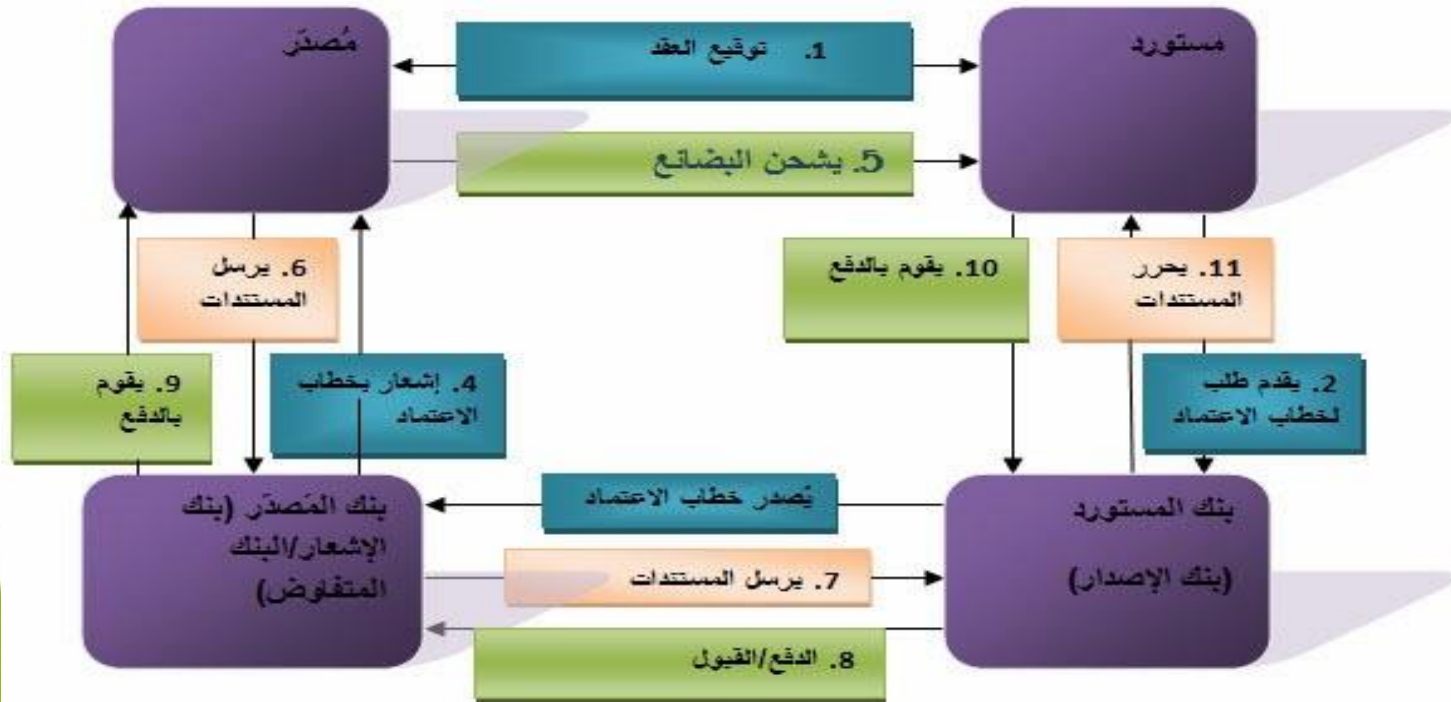 مُصدّر
1. توقيع العقد
مستورد
5. يشحن البضائع
6. يرسل
المستندات
10. يقوم بالدفع
11. يحرر
المستندات
9. يقوم
بالدفع
4. إشعار بخطاب
الاعتماد
2. يقدم طلب
لخطاب الاعتماد
بنك المُصدّر (بنك
الإشعار/البنك
المتفاوض)
يُصدر خطاب الاعتماد
بنك المستورد
(بنك الإصدار)
7. يرسل المستندات
8. الدفع/القبول